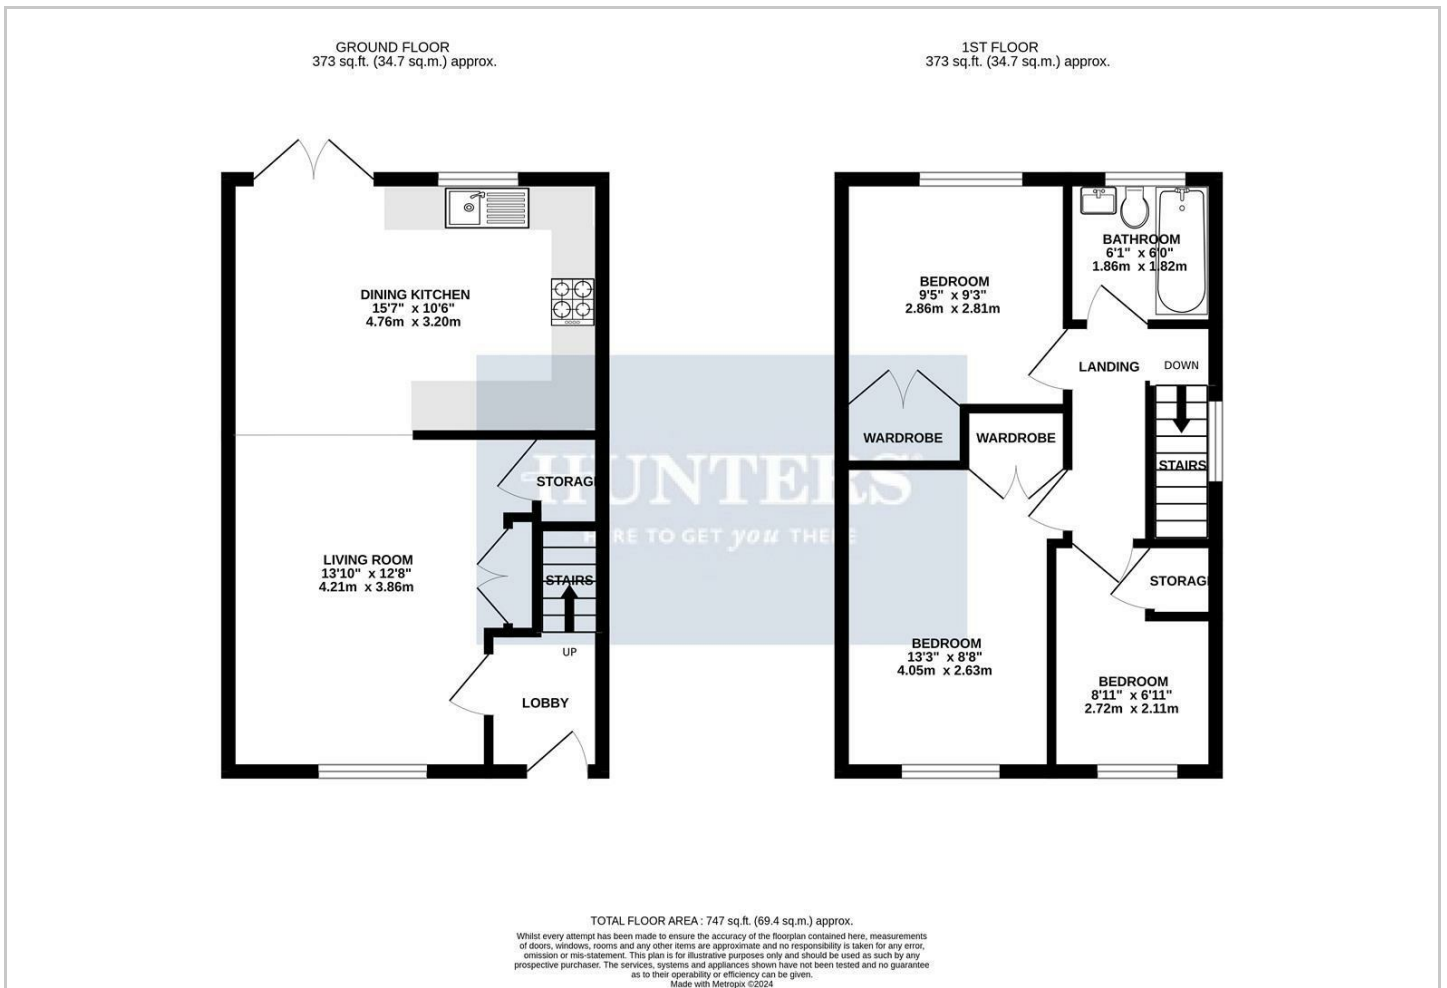 GROUND FLOOR
373 sq.ft. (34.7 sq.m.) approx.
1ST FLOOR
373 sq.ft. (34.7 sq.m.) approx.
DINING KITCHEN
15'7" x 10'6"
4.76m x 3.20m
STORAGE
LIVING ROOM
13'10" x 12'8"
4.21m x 3.86m
STAIRS
UP
LOBBY
BATHROOM
6'1" x 6'0"
1.86m x 1.82m
BEDROOM
9'5" x 9'3"
2.86m x 2.81m
LANDING
DOWN
WARDROBE
WARDROBE
STAIRS
STORAGE
BEDROOM
13'3" x 8'8"
4.05m x 2.63m
BEDROOM
8'11" x 6'11"
2.72m x 2.11m
HUNTERS®
HERE TO GET you THERE
TOTAL FLOOR AREA : 747 sq.ft. (69.4 sq.m.) approx.
Whilst every attempt has been made to ensure the accuracy of the floorplan contained here, measurements
of doors, windows, rooms and any other items are approximate and no responsibility is taken for any error,
omission or mis-statement. This plan is for illustrative purposes only and should be used as such by any
prospective purchaser. The services, systems and appliances shown have not been tested and no guarantee
as to their operability or efficiency can be given.
Made with Metropix ©2024